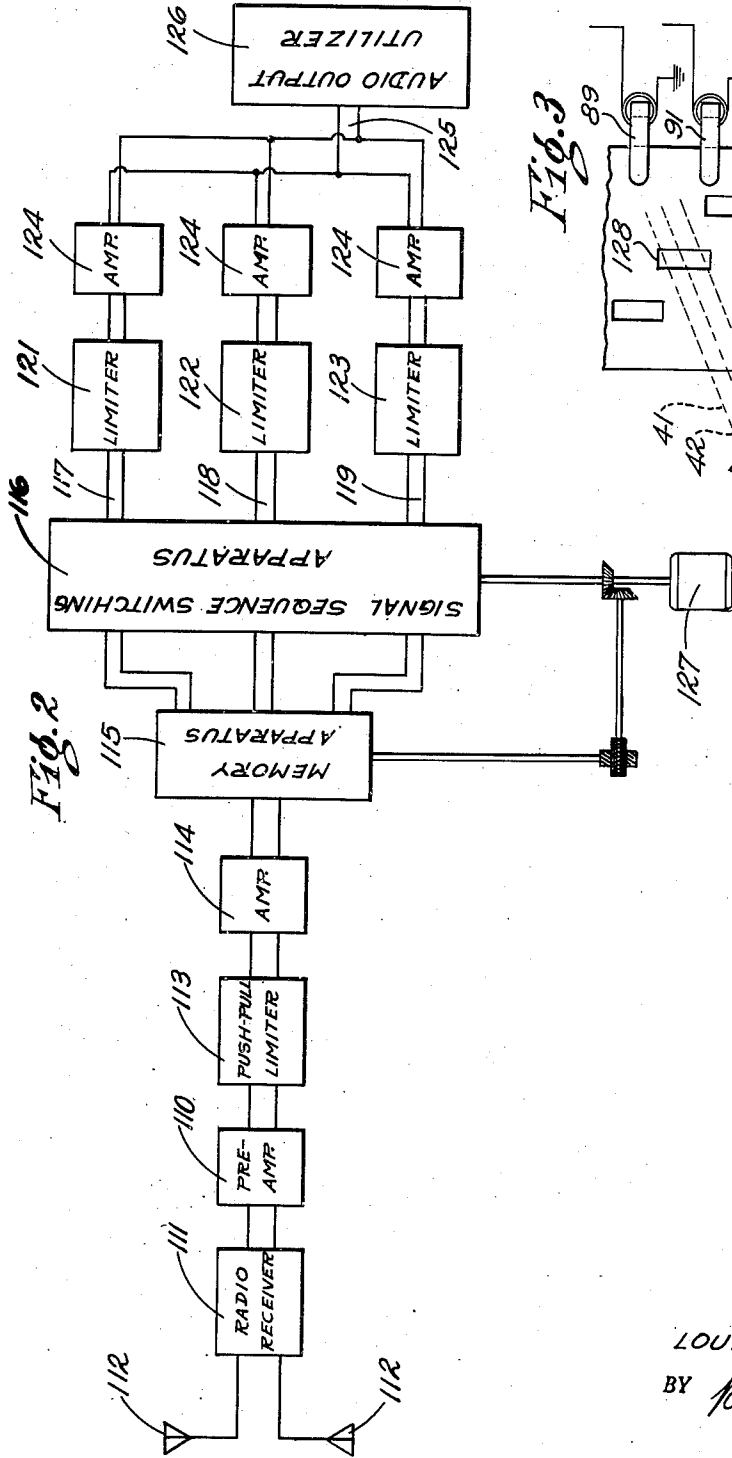 Fig. 2
112
112
111
RADIO
RECEIVER
110
PRE-
AMP.
113
PUSH-PULL
LIMITER
114
AMP.
115
MEMORY
APPARATUS
116
SIGNAL SEQUENCE SWITCHING
APPARATUS
117
118
119
121
LIMITER
122
LIMITER
123
LIMITER
124
AMP.
124
AMP.
124
AMP.
125
126
AUDIO OUTPUT
UTILIZER
127
Fig. 3
128
89
91
41
42
LOUI
BY